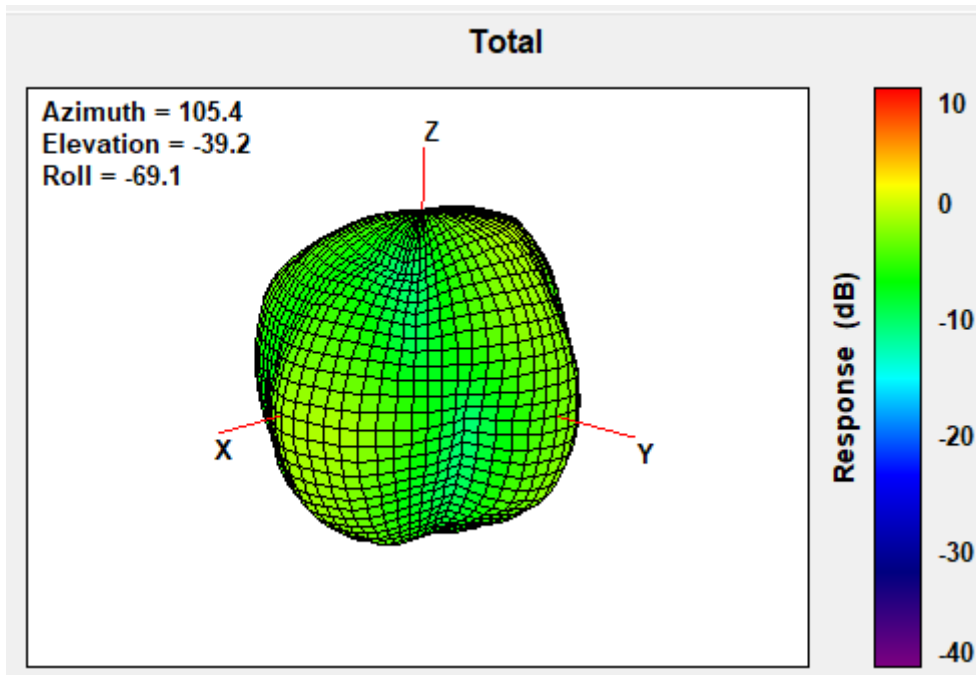 Total
Azimuth = 105.4
Elevation = -39.2
Roll = -69.1
Z
X
Y
10
0
-10
-20
-30
-40
Response (dB)